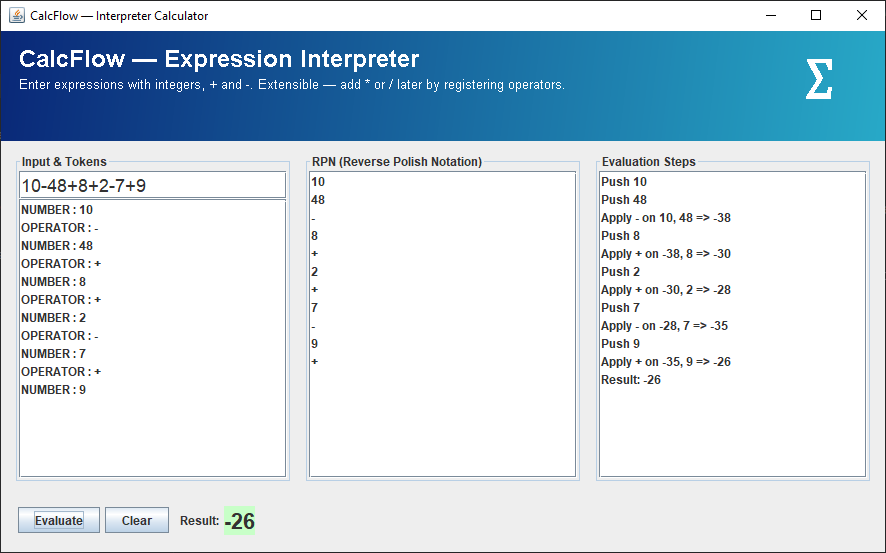 CalcFlow — Interpreter Calculator
CalcFlow — Expression Interpreter
Enter expressions with integers, + and -. Extensible — add * or / later by registering operators.
Σ
Input & Tokens
10-48+8+2-7+9
NUMBER : 10
OPERATOR : -
NUMBER : 48
OPERATOR : +
NUMBER : 8
OPERATOR : +
NUMBER : 2
OPERATOR : -
NUMBER : 7
OPERATOR : +
NUMBER : 9
RPN (Reverse Polish Notation)
10
48
-
8
+
2
+
7
-
9
+
Evaluation Steps
Push 10
Push 48
Apply - on 10, 48 => -38
Push 8
Apply + on -38, 8 => -30
Push 2
Apply + on -30, 2 => -28
Push 7
Apply - on -28, 7 => -35
Push 9
Apply + on -35, 9 => -26
Result: -26
Evaluate
Clear
Result: -26